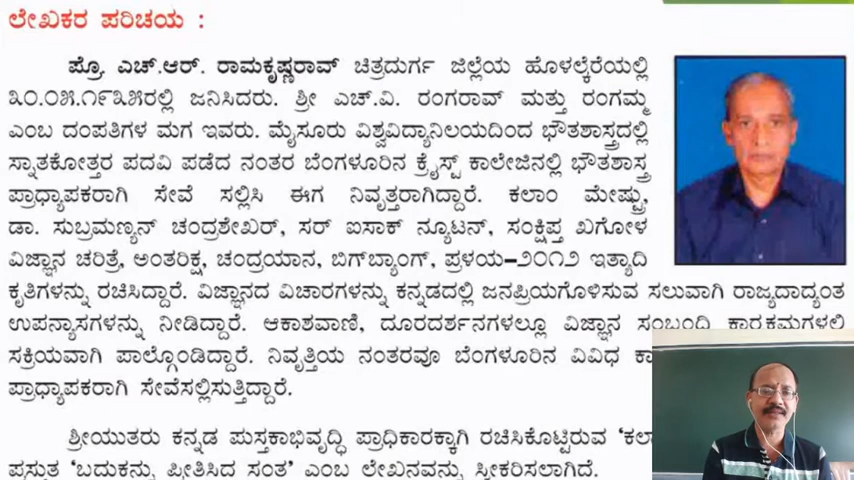 ಲೇಖಕರ ಪರಿಚಯ :
ಪ್ರೊ. ಎಚ್.ಆರ್. ರಾಮಕೃಷ್ಣರಾವ್ ಚಿತ್ರದುರ್ಗ ಜಿಲ್ಲೆಯ ಹೊಳಲ್ಕೆರೆಯಲ್ಲಿ
೩೦.೦೫.೧೯೩೫ರಲ್ಲಿ ಜನಿಸಿದರು. ಶ್ರೀ ಎಚ್.ವಿ. ರಂಗರಾವ್ ಮತ್ತು ರಂಗಮ್ಮ
ಎಂಬ ದಂಪತಿಗಳ ಮಗ ಇವರು. ಮೈಸೂರು ವಿಶ್ವವಿದ್ಯಾನಿಲಯದಿಂದ ಭೌತಶಾಸ್ತ್ರದಲ್ಲಿ
ಸ್ನಾತಕೋತ್ತರ ಪದವಿ ಪಡೆದ ನಂತರ ಬೆಂಗಳೂರಿನ ಕ್ರೈಸ್ಟ್ ಕಾಲೇಜಿನಲ್ಲಿ ಭೌತಶಾಸ್ತ್ರ
ಪ್ರಾಧ್ಯಾಪಕರಾಗಿ ಸೇವೆ ಸಲ್ಲಿಸಿ ಈಗ ನಿವೃತ್ತರಾಗಿದ್ದಾರೆ. ಕಲಾಂ ಮೇಷ್ಟ್ರು,
ಡಾ. ಸುಬ್ರಮಣ್ಯನ್ ಚಂದ್ರಶೇಖರ್, ಸರ್ ಐಸಾಕ್ ನ್ಯೂಟನ್, ಸಂಕ್ಷಿಪ್ತ ಖಗೋಳ
ವಿಜ್ಞಾನ ಚರಿತ್ರೆ, ಅಂತರಿಕ್ಷ, ಚಂದ್ರಯಾನ, ಬಿಗ್‌ಬ್ಯಾಂಗ್, ಪ್ರಳಯ–೨೦೧೨ ಇತ್ಯಾದಿ
ಕೃತಿಗಳನ್ನು ರಚಿಸಿದ್ದಾರೆ. ವಿಜ್ಞಾನದ ವಿಚಾರಗಳನ್ನು ಕನ್ನಡದಲ್ಲಿ ಜನಪ್ರಿಯಗೊಳಿಸುವ ಸಲುವಾಗಿ ರಾಜ್ಯದಾದ್ಯಂತ
ಉಪನ್ಯಾಸಗಳನ್ನು ನೀಡಿದ್ದಾರೆ. ಆಕಾಶವಾಣಿ, ದೂರದರ್ಶನಗಳಲ್ಲೂ ವಿಜ್ಞಾನ ಸಂಬಂಧಿ ಕಾರ್ಯಕ್ರಮಗಳಲ್ಲಿ
ಸಕ್ರಿಯವಾಗಿ ಪಾಲ್ಗೊಂಡಿದ್ದಾರೆ. ನಿವೃತ್ತಿಯ ನಂತರವೂ ಬೆಂಗಳೂರಿನ ವಿವಿಧ
ಪ್ರಾಧ್ಯಾಪಕರಾಗಿ ಸೇವೆಸಲ್ಲಿಸುತ್ತಿದ್ದಾರೆ.
ಶ್ರೀಯುತರು ಕನ್ನಡ ಪುಸ್ತಕಾಭಿವೃದ್ಧಿ ಪ್ರಾಧಿಕಾರಕ್ಕಾಗಿ ರಚಿಸಿಕೊಟ್ಟಿರುವ
ಪ್ರಸ್ತುತ 'ಬದುಕನ್ನು ಪ್ರೀತಿಸಿದ ಸಂತ' ಎಂಬ ಲೇಖನವನ್ನು ಸ್ವೀಕರಿಸಲಾಗಿದೆ.